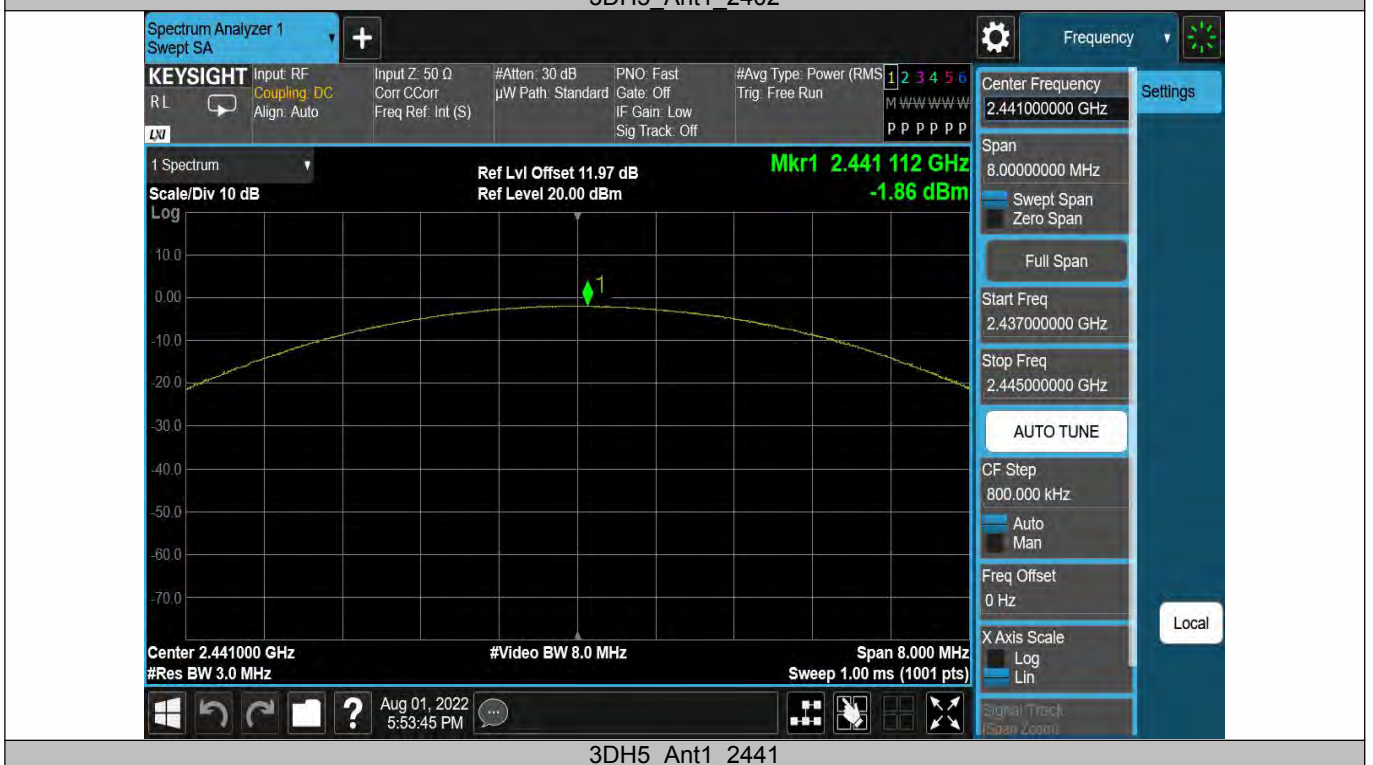 3DH5_Ant1_2402
Spectrum Analyzer 1
Swept SA
+
Frequency
KEYSIGHT
RL
LXI
Input: RF
Coupling: DC
Align: Auto
Input Z: 50 Ω
Corr CCorr
Freq Ref: Int (S)
#Atten: 30 dB
µW Path: Standard
PNO: Fast
Gate: Off
IF Gain: Low
Sig Track: Off
#Avg Type: Power (RMS
Trig: Free Run
1 2 3 4 5 6
M W W W W W
P P P P P P
Center Frequency
2.441000000 GHz
Settings
1 Spectrum
Scale/Div 10 dB
Log
Ref Lvl Offset 11.97 dB
Ref Level 20.00 dBm
Mkr1 2.441 112 GHz
-1.86 dBm
Span
8.00000000 MHz
Swept Span
Zero Span
Full Span
Start Freq
2.437000000 GHz
Stop Freq
2.445000000 GHz
AUTO TUNE
CF Step
800.000 kHz
Auto
Man
Freq Offset
0 Hz
X Axis Scale
Log
Lin
Signal Track
(Span Zoom)
Local
10.0
0.00
-10.0
-20.0
-30.0
-40.0
-50.0
-60.0
-70.0
1
Center 2.441000 GHz
#Res BW 3.0 MHz
#Video BW 8.0 MHz
Span 8.000 MHz
Sweep 1.00 ms (1001 pts)
?
Aug 01, 2022
5:53:45 PM
3DH5_Ant1_2441